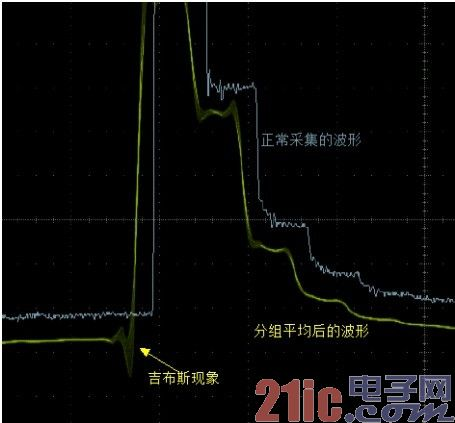 正常采集的波形
分组平均后的波形
吉布斯现象
21ic电子网
.com